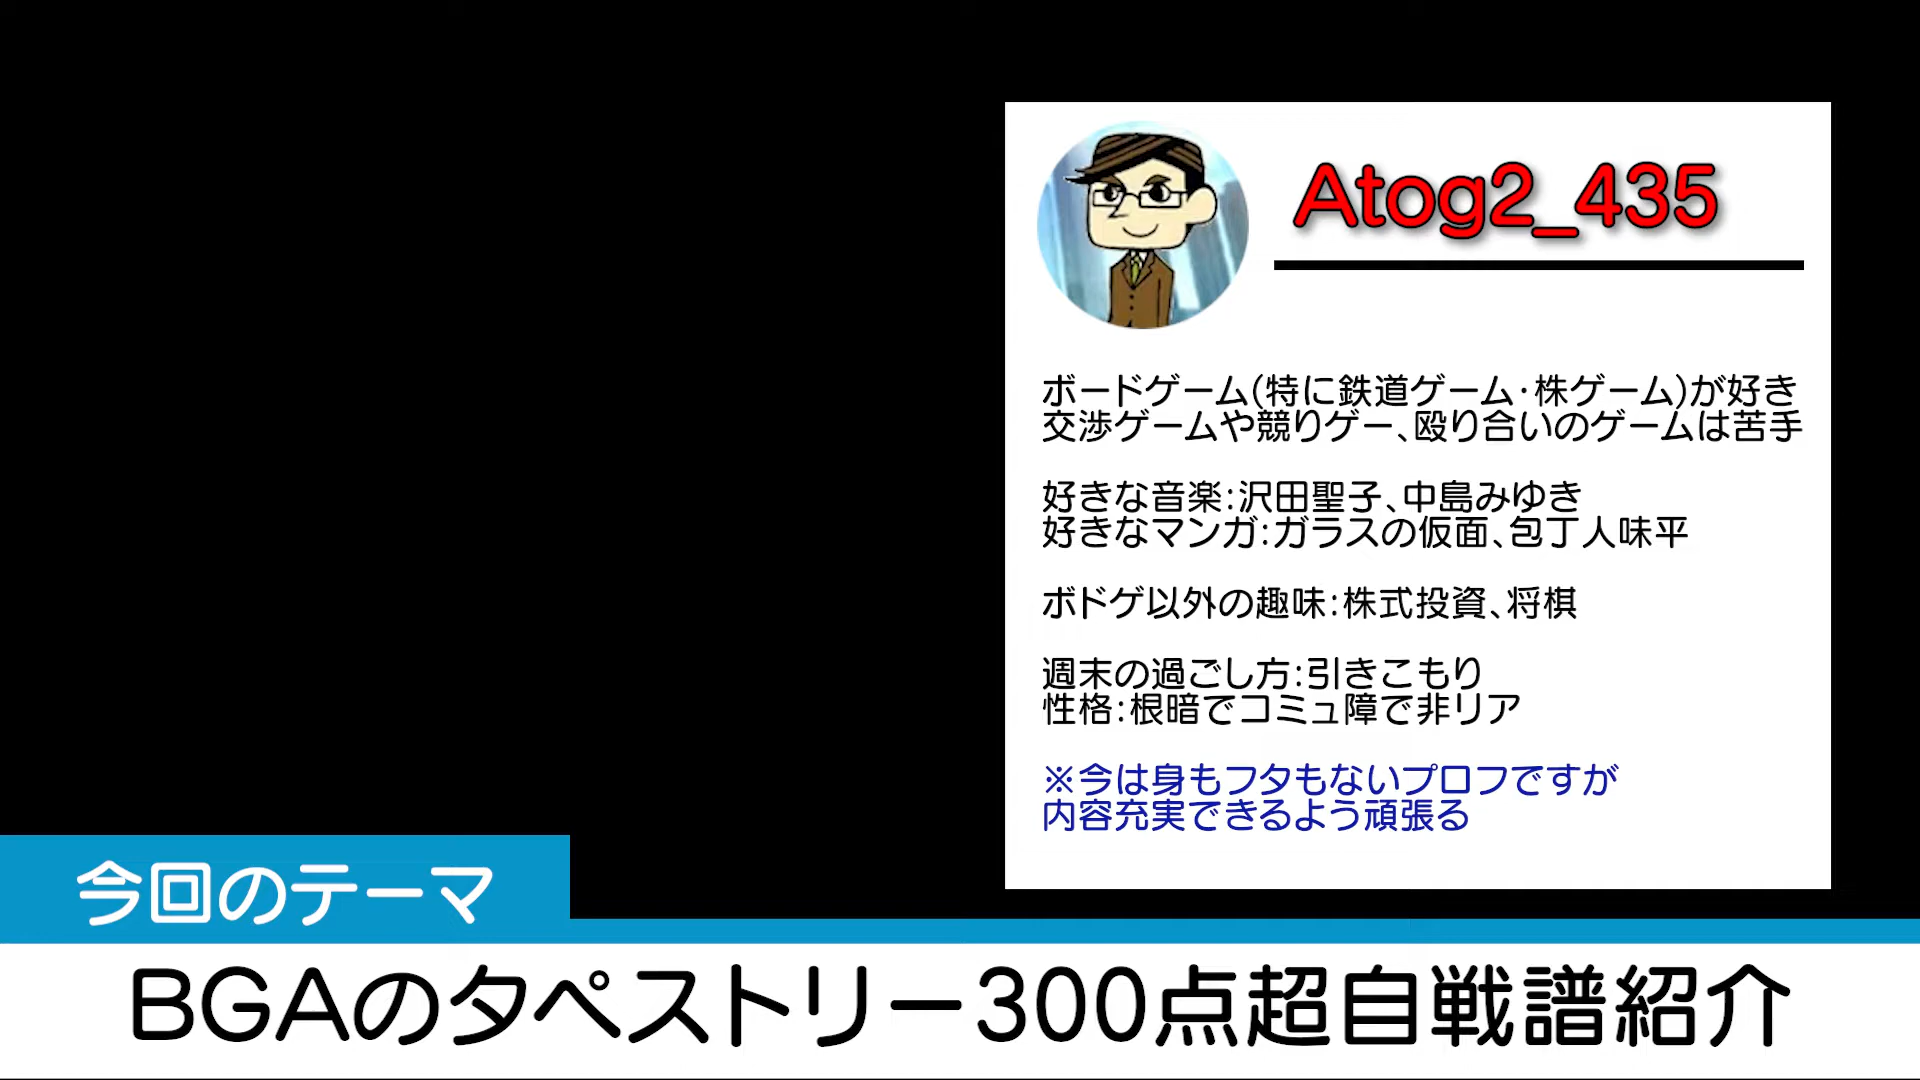 Atog2_435
ボードゲーム(特に鉄道ゲーム･株ゲーム)が好き
交渉ゲームや競りゲー、殴り合いのゲームは苦手
好きな音楽:沢田聖子、中島みゆき
好きなマンガ:ガラスの仮面、包丁人味平
ボドゲ以外の趣味:株式投資、将棋
週末の過ごし方:引きこもり
性格:根暗でコミュ障で非リア
※今は身もフタもないプロフですが
内容充実できるよう頑張る
今回のテーマ
BGAのタペストリー300点超自戦譜紹介